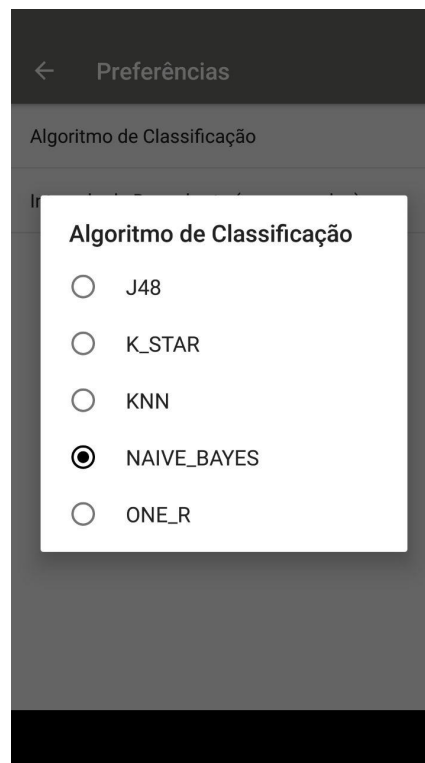 Preferências
Algoritmo de Classificação
Algoritmo de Classificação
J48
K_STAR
KNN
NAIVE_BAYES
ONE_R